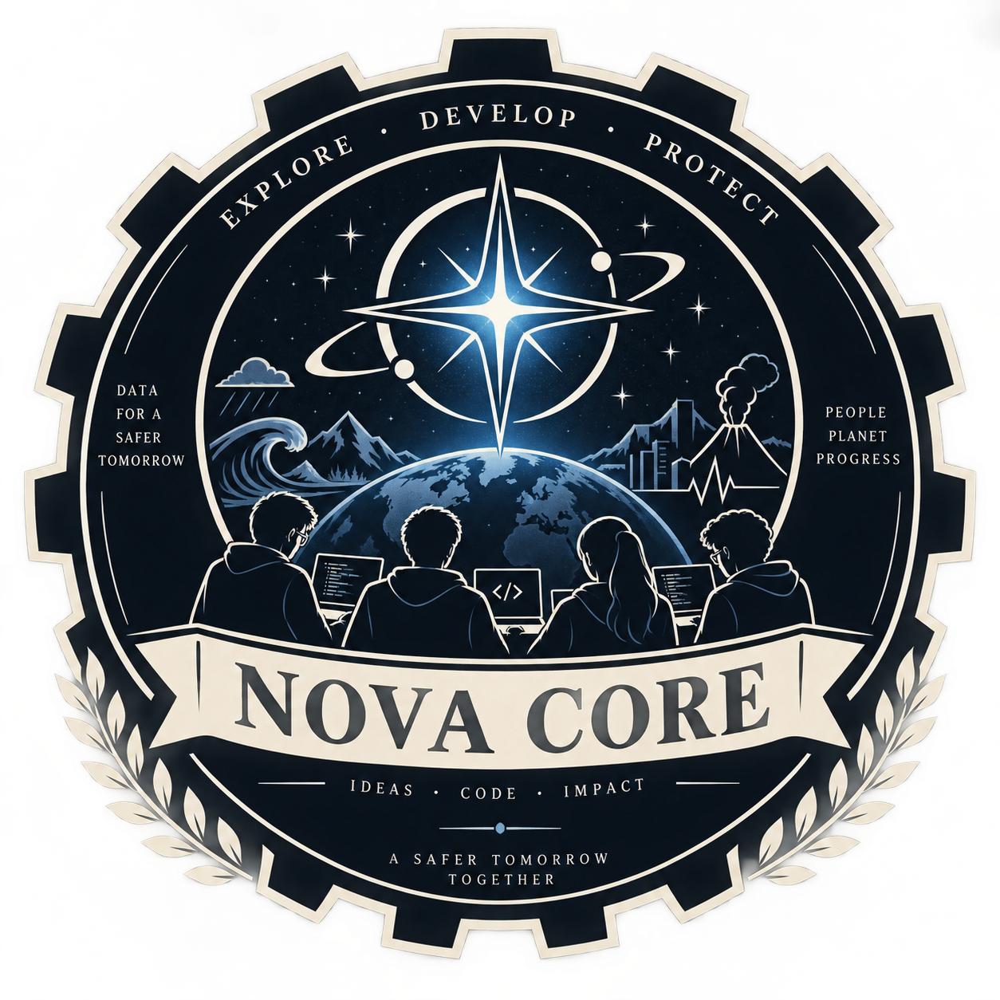 EXPLORE · DEVELOP · PROTECT
DATA
FOR A
SAFER
TOMORROW
PEOPLE
PLANET
PROGRESS
</>
NOVA CORE
IDEAS · CODE · IMPACT
A SAFER TOMORROW
TOGETHER